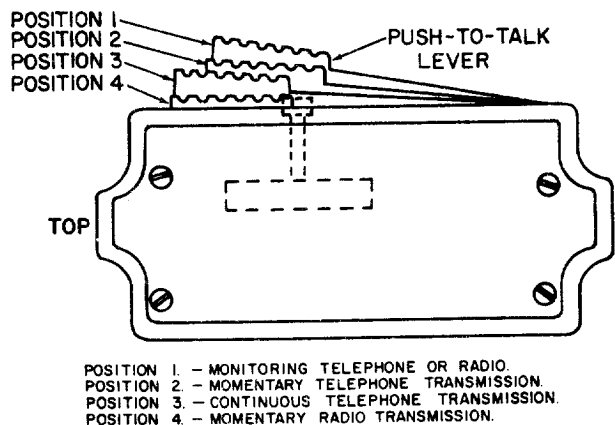 POSITION 1
POSITION 2
POSITION 3
POSITION 4
PUSH-TO-TALK
LEVER
TOP
POSITION 1. — MONITORING TELEPHONE OR RADIO.
POSITION 2. — MOMENTARY TELEPHONE TRANSMISSION.
POSITION 3. — CONTINUOUS TELEPHONE TRANSMISSION.
POSITION 4. — MOMENTARY RADIO TRANSMISSION.